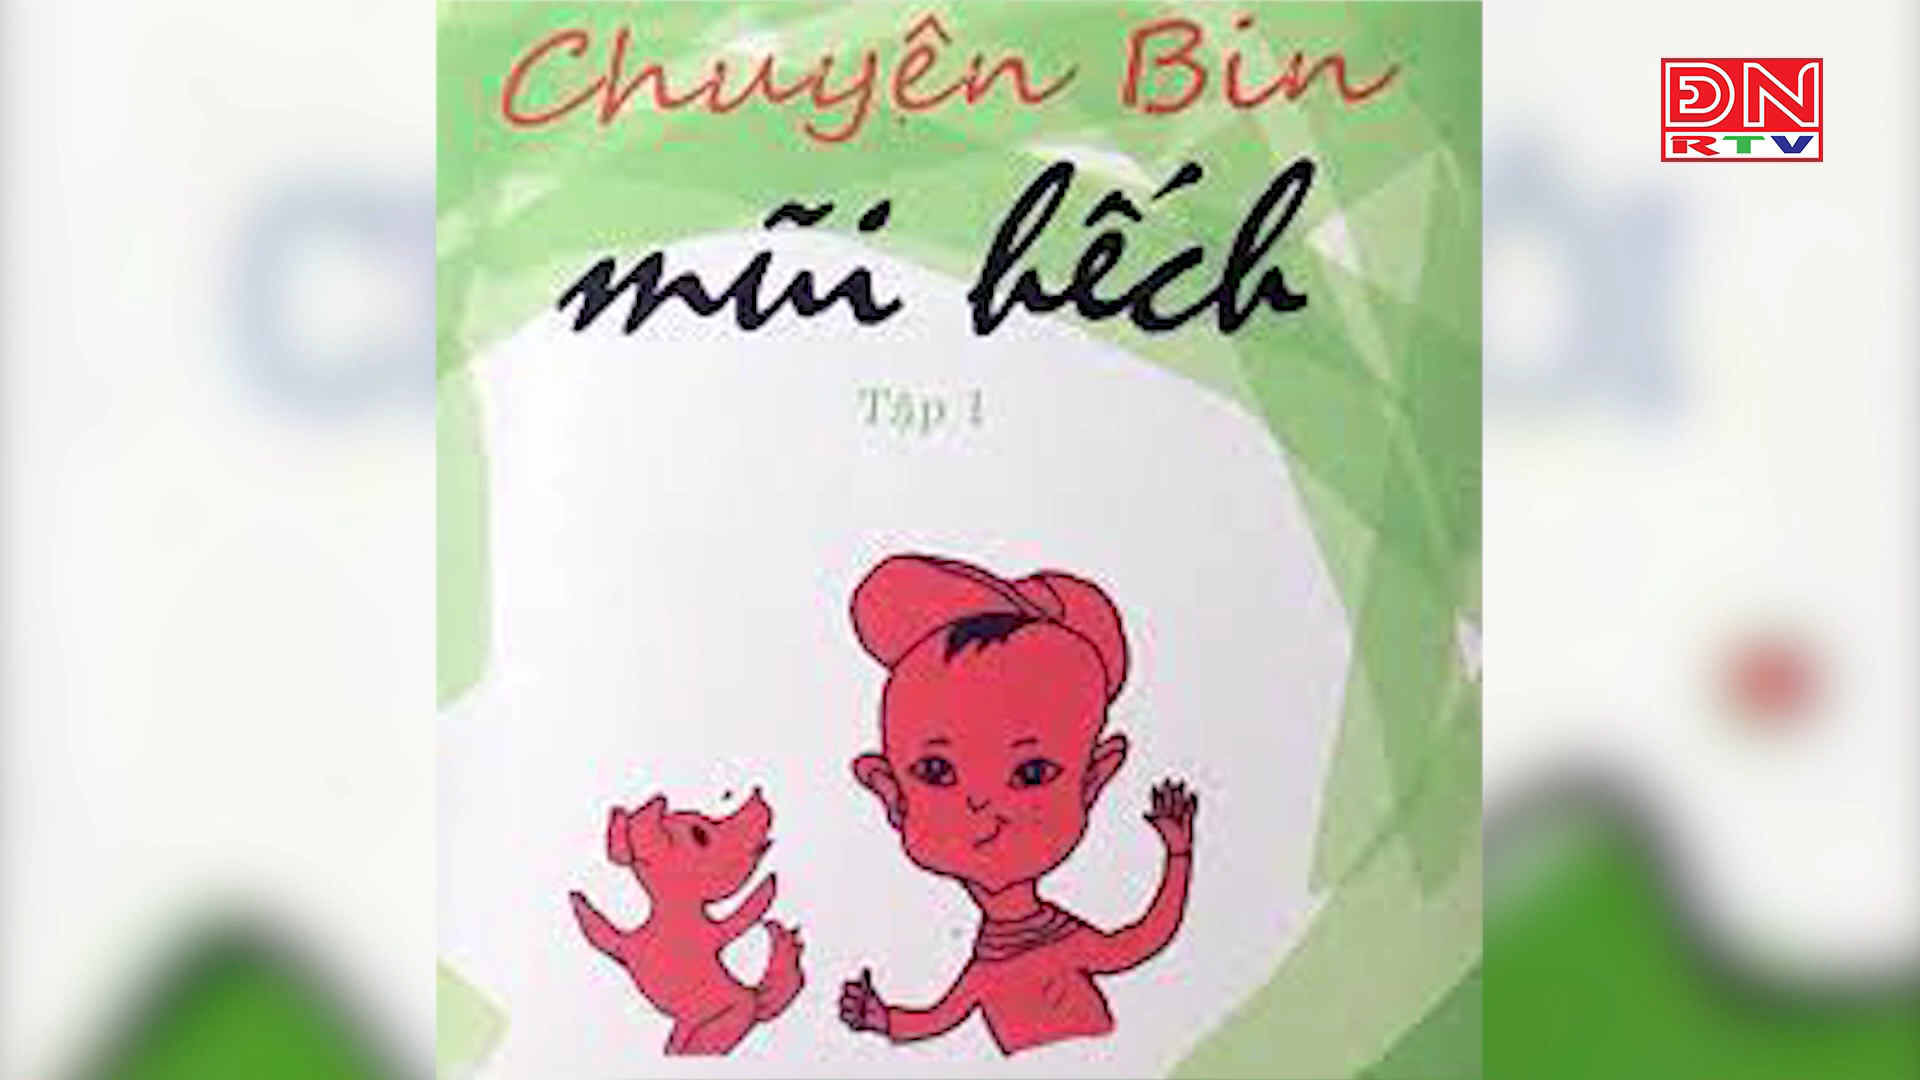 Chuyện Bin
mũi hếch
Tập 1
ĐN
RTV